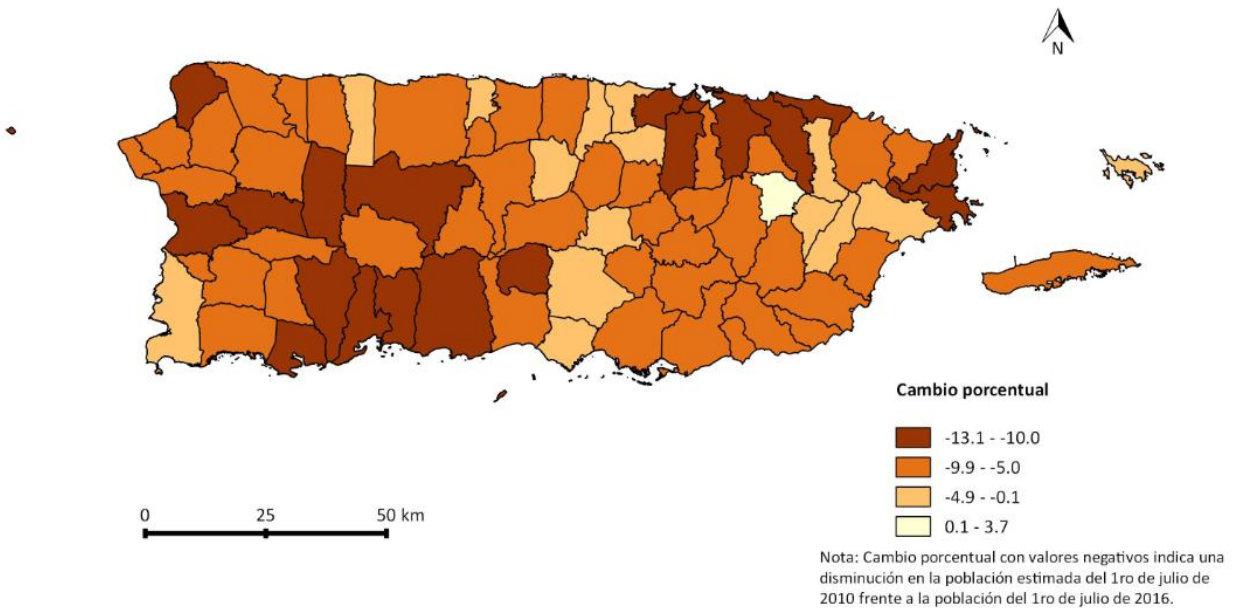 N
Cambio porcentual
-13.1 - -10.0
-9.9 - -5.0
-4.9 - -0.1
0.1 - 3.7
0 25 50 km
Nota: Cambio porcentual con valores negativos indica una
disminución en la población estimada del 1ro de julio de
2010 frente a la población del 1ro de julio de 2016.